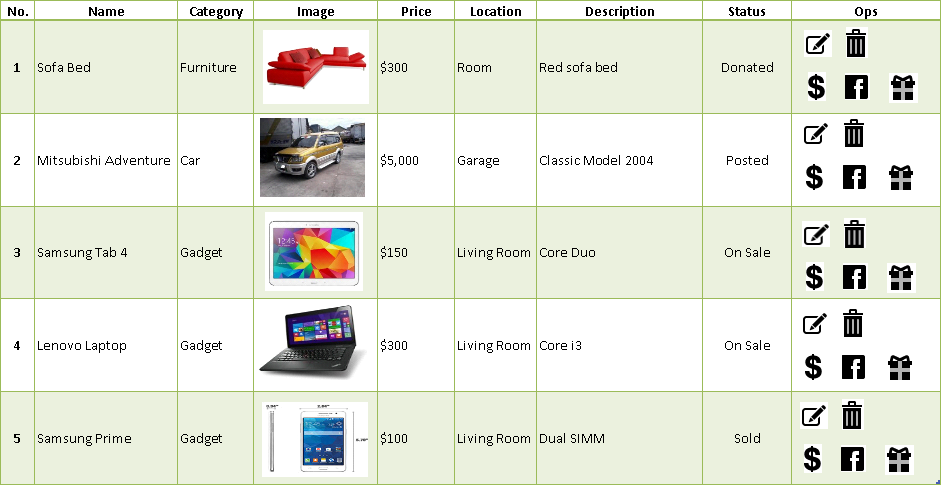 No. Name Category Image Price Location Description Status Ops
1 Sofa Bed Furniture $300 Room Red sofa bed Donated
$
2 Mitsubishi Adventure Car $5,000 Garage Classic Model 2004 Posted
$
3 Samsung Tab 4 Gadget 12:45 $150 Living Room Core Duo On Sale
$
4 Lenovo Laptop Gadget $300 Living Room Core i3 On Sale
$
5 Samsung Prime Gadget $100 Living Room Dual SIMM Sold
$